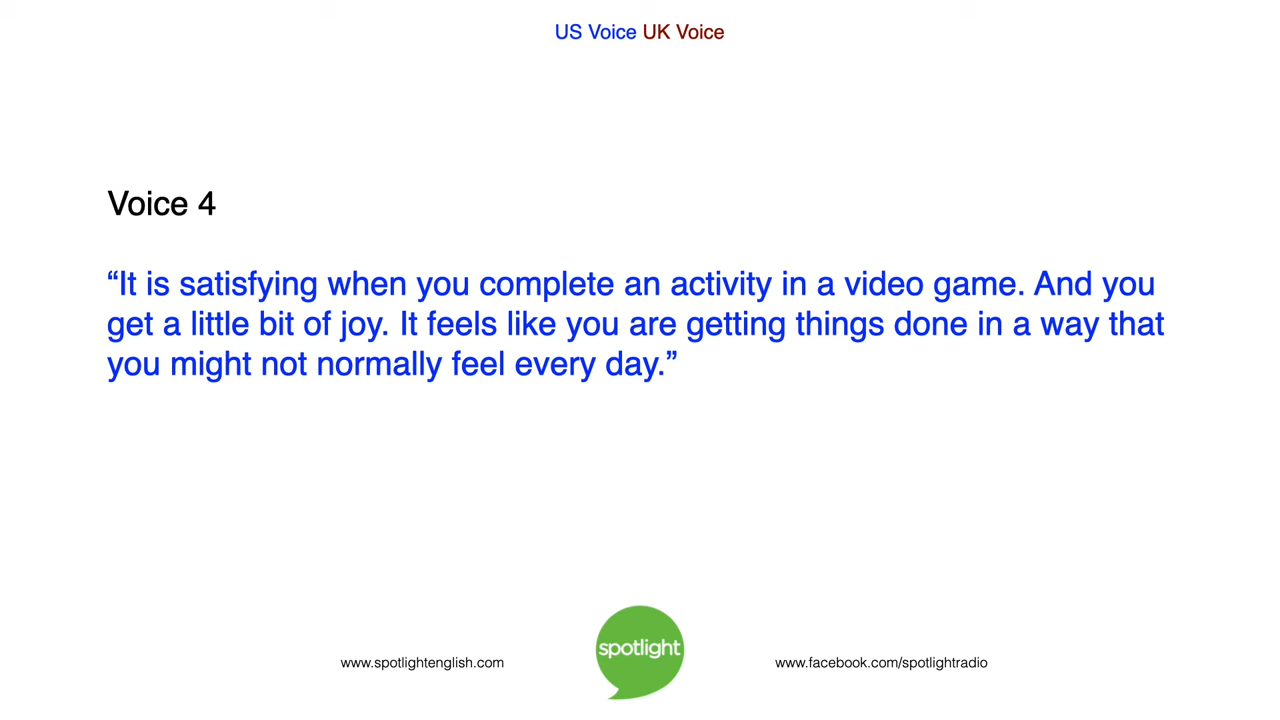 US Voice UK Voice
Voice 4
“It is satisfying when you complete an activity in a video game. And you
get a little bit of joy. It feels like you are getting things done in a way that
you might not normally feel every day.”
spotlight
www.spotlightenglish.com
www.facebook.com/spotlightradio